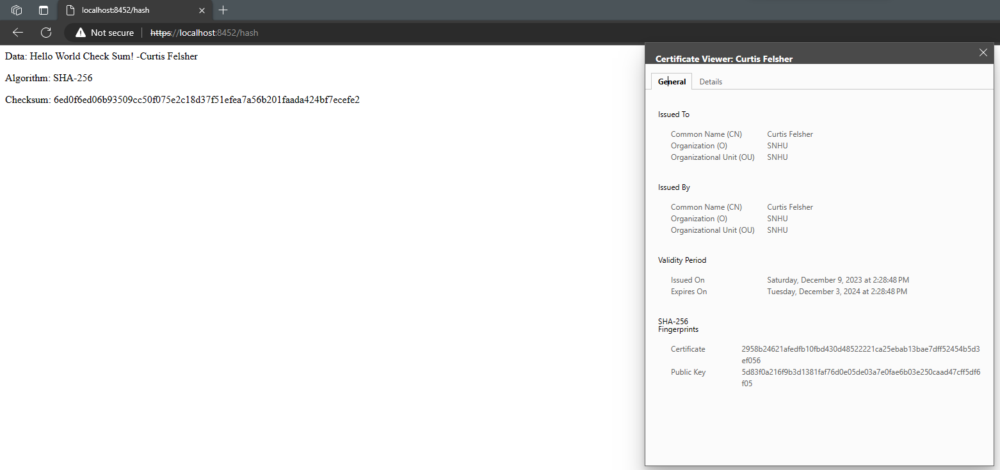 localhost:8452/hash
Not secure https://localhost:8452/hash
Data: Hello World Check Sum! -Curtis Felsher
Algorithm: SHA-256
Checksum: 6ed0f6ed06b93509cc50f075e2c18d37f51efea7a56b201faada424bf7ecefe2
Certificate Viewer: Curtis Felsher
General Details
Issued To
Common Name (CN) Curtis Felsher
Organization (O) SNHU
Organizational Unit (OU) SNHU
Issued By
Common Name (CN) Curtis Felsher
Organization (O) SNHU
Organizational Unit (OU) SNHU
Validity Period
Issued On Saturday, December 9, 2023 at 2:28:48 PM
Expires On Tuesday, December 3, 2024 at 2:28:48 PM
SHA-256
Fingerprints
Certificate 2958b24621afedfb10fbd430d48522221ca25ebab13bae7dff52454b5d3
ef056
Public Key 5d83f0a216f9b3d1381faf76d0e05de03a7e0fae6b03e250caad47cff5df6
f05